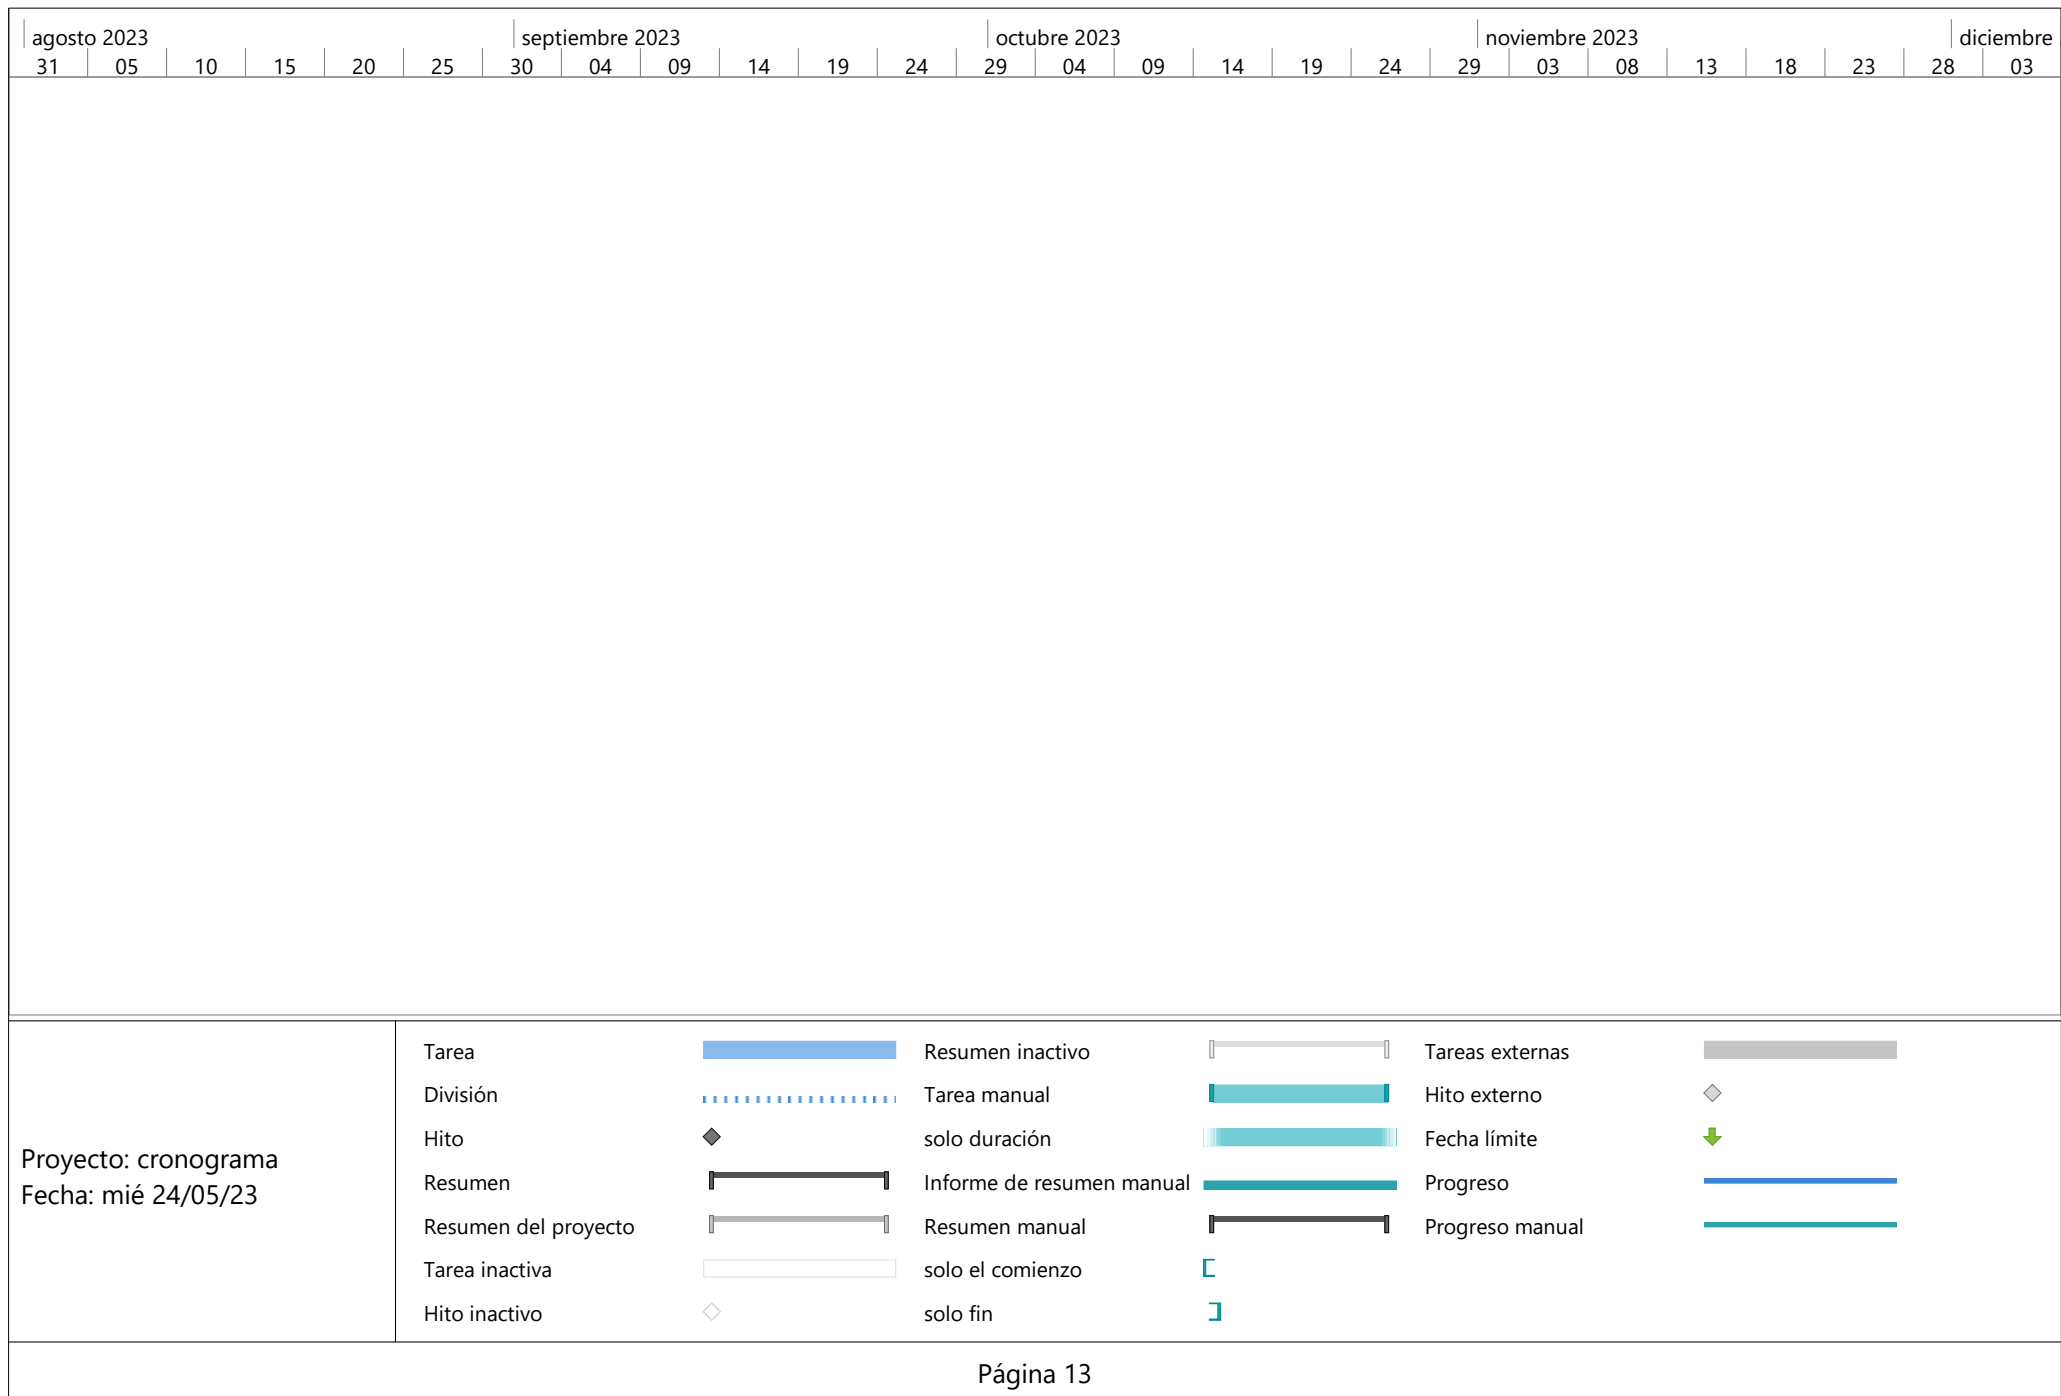 agosto 2023 septiembre 2023 octubre 2023 noviembre 2023 diciembre
31 05 10 15 20 25 30 04 09 14 19 24 29 04 09 14 19 24 29 03 08 13 18 23 28 03
Proyecto: cronograma
Fecha: mié 24/05/23
Tarea
División
Hito
Resumen
Resumen del proyecto
Tarea inactiva
Hito inactivo
Resumen inactivo
Tarea manual
solo duración
Informe de resumen manual
Resumen manual
solo el comienzo
solo fin
Tareas externas
Hito externo
Fecha límite
Progreso
Progreso manual
Página 13